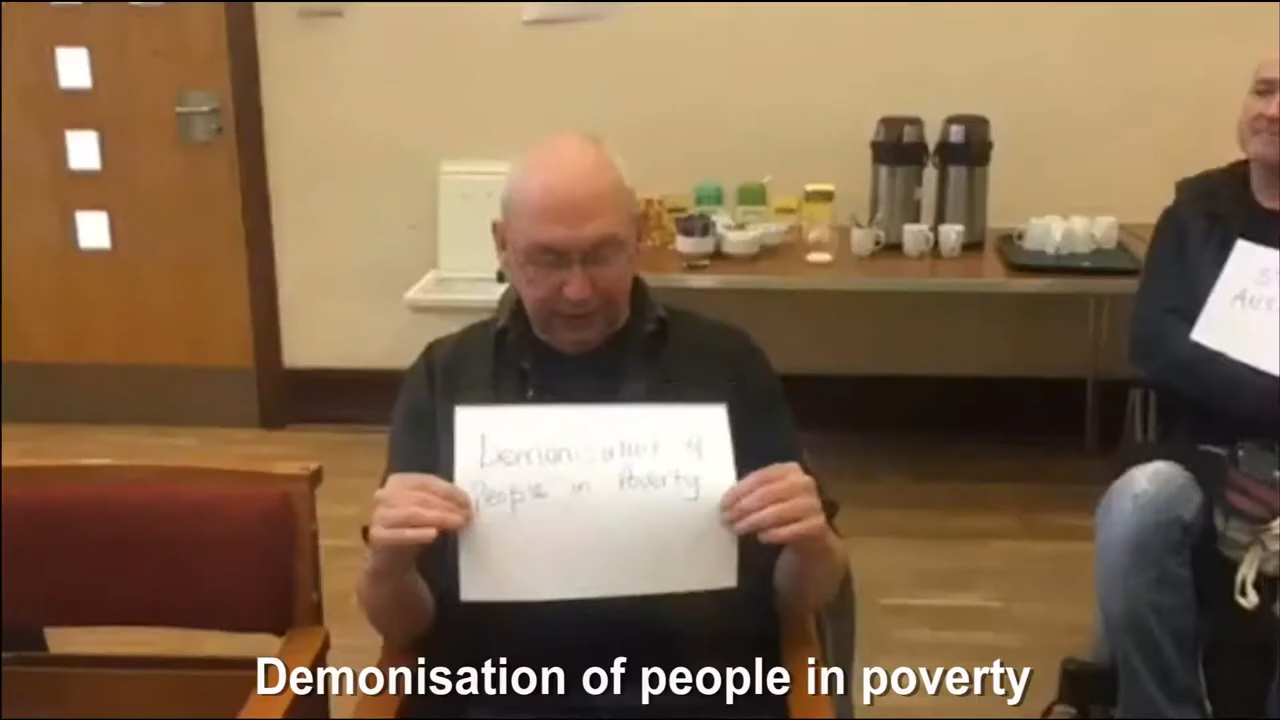 Demonisation of
People in Poverty
Demonisation of people in poverty